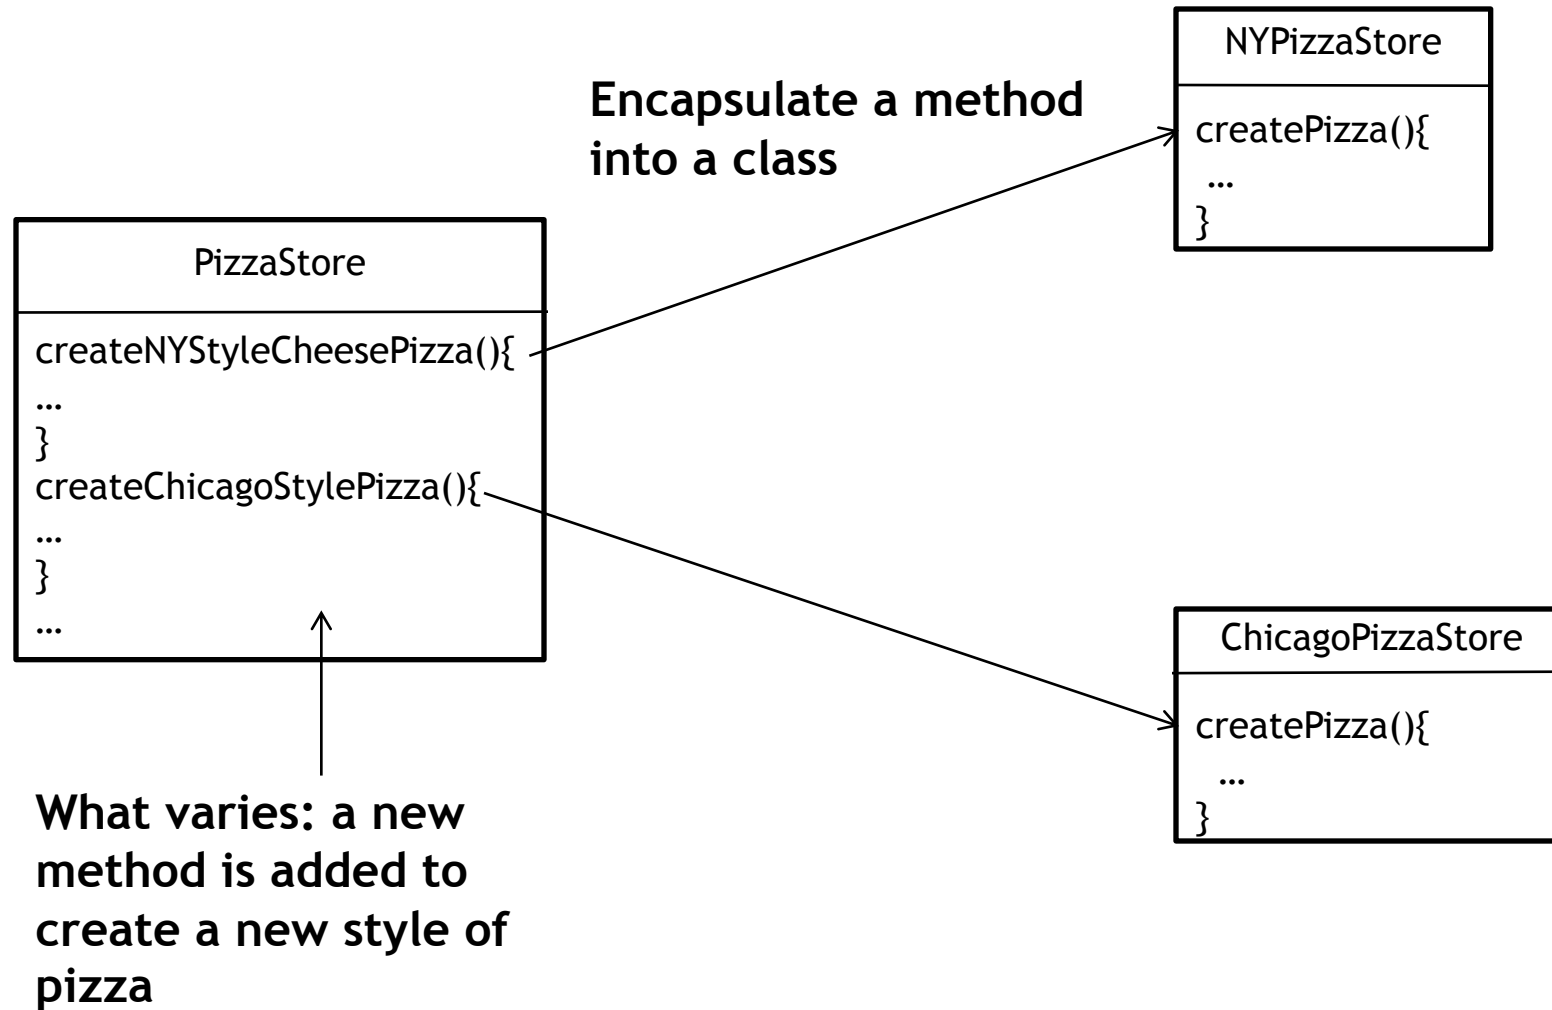 NYPizzaStore
createPizza(){
...
}
Encapsulate a method
into a class
PizzaStore
createNYStyleCheesePizza(){
...
}
createChicagoStylePizza(){
...
}
...
ChicagoPizzaStore
createPizza(){
...
}
What varies: a new
method is added to
create a new style of
pizza